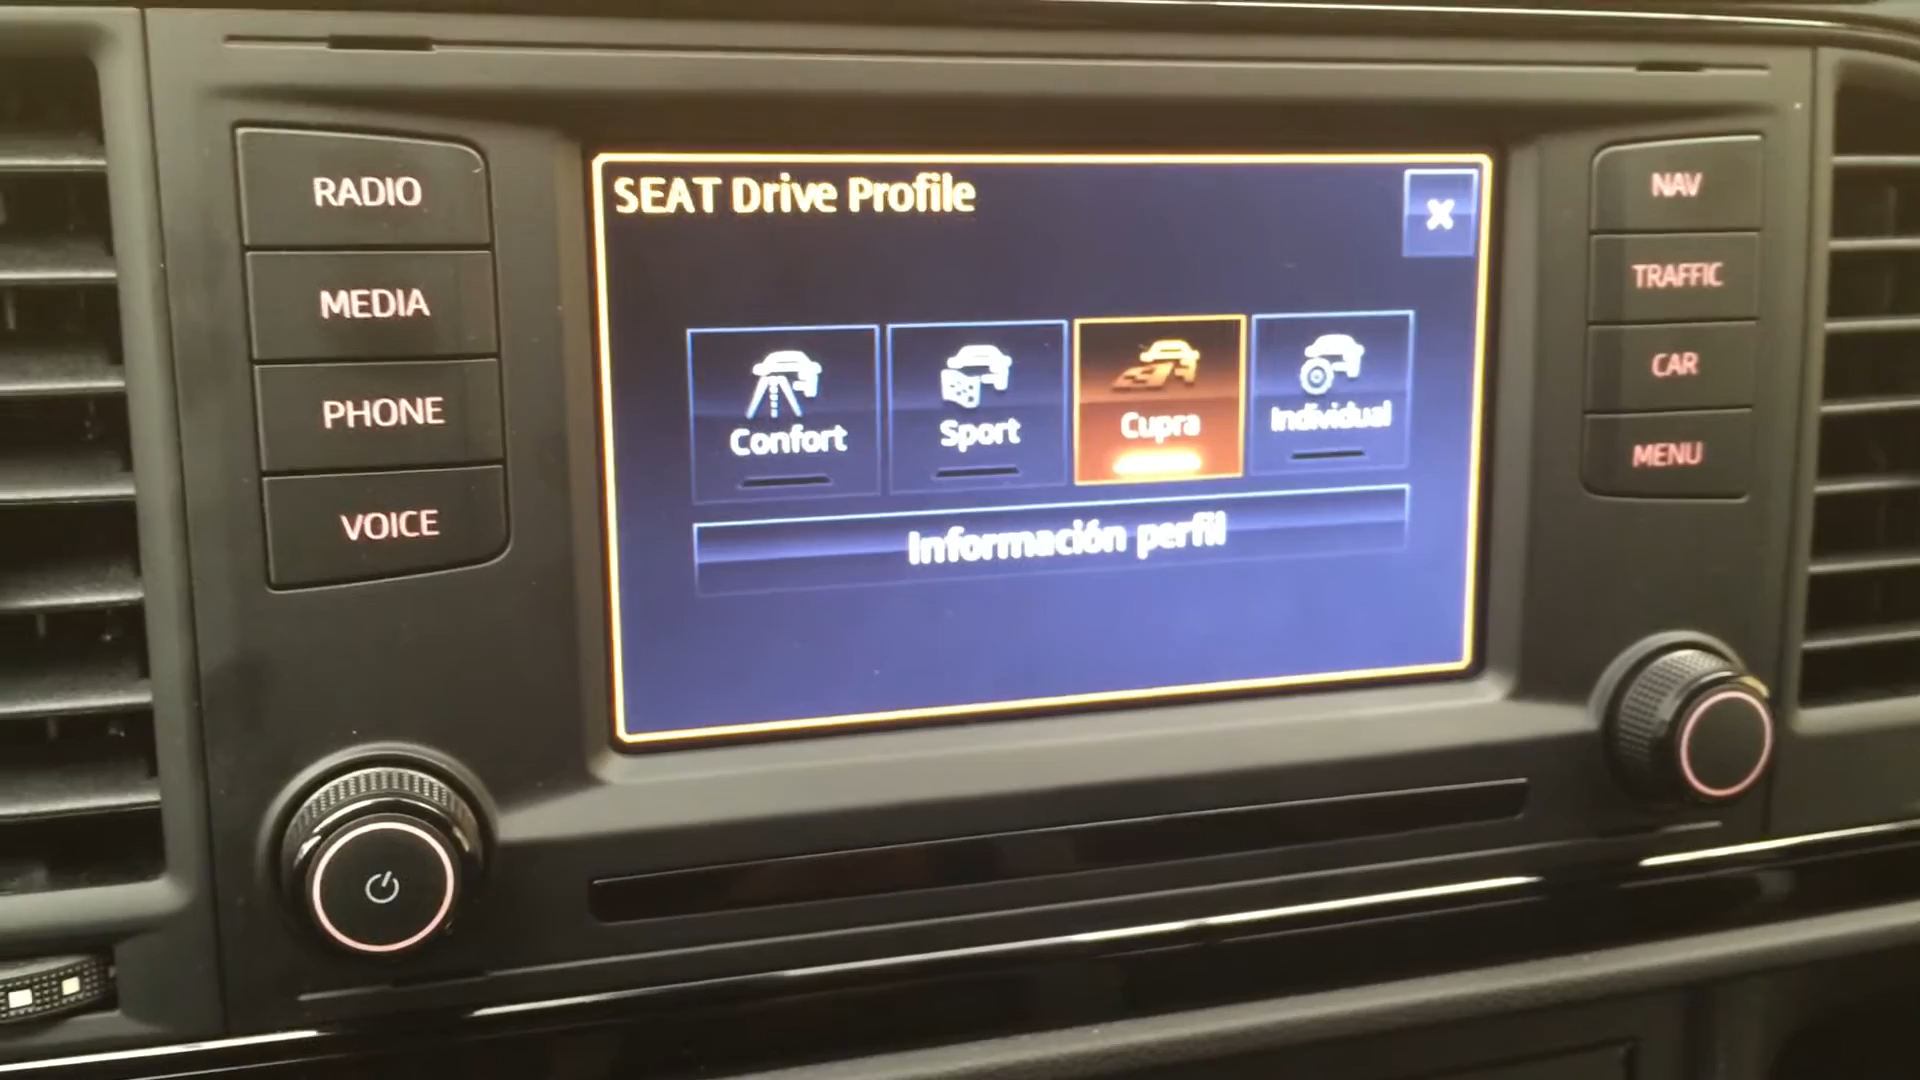 RADIO
MEDIA
PHONE
VOICE
SEAT Drive Profile
X
Confort
Sport
Cupra
Individual
Información perfil
NAV
TRAFFIC
CAR
MENU